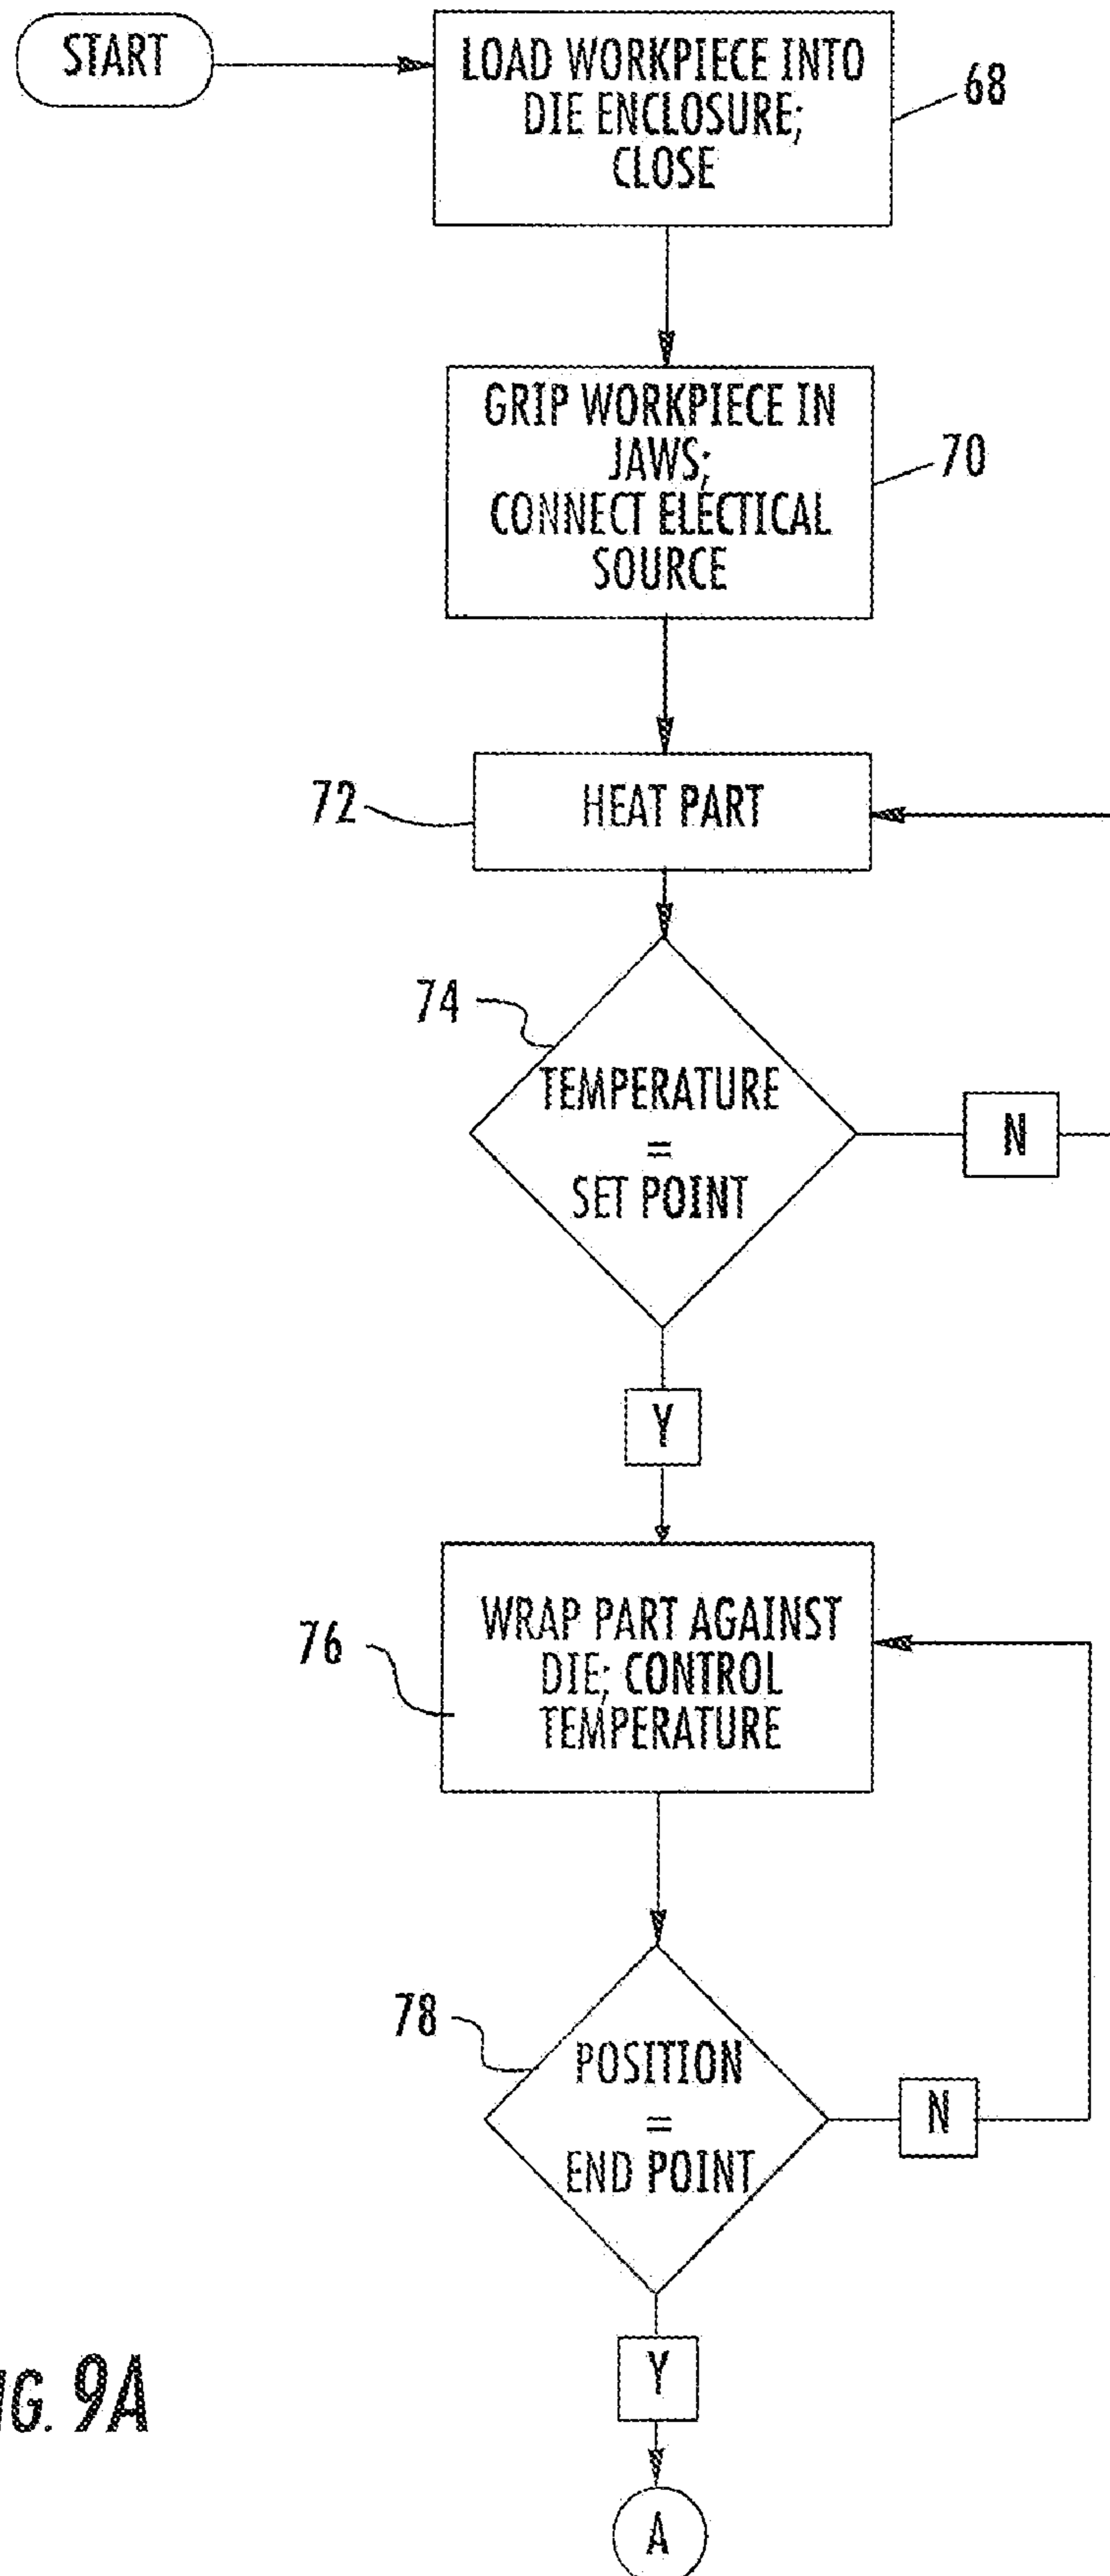 START
LOAD WORKPIECE INTO
DIE ENCLOSURE;
CLOSE
68
GRIP WORKPIECE IN
JAWS;
CONNECT ELECTICAL
SOURCE
70
72
HEAT PART
74
TEMPERATURE
=
SET POINT
N
Y
76
WRAP PART AGAINST
DIE; CONTROL
TEMPERATURE
78
POSITION
=
END POINT
N
Y
A
IG. 9A